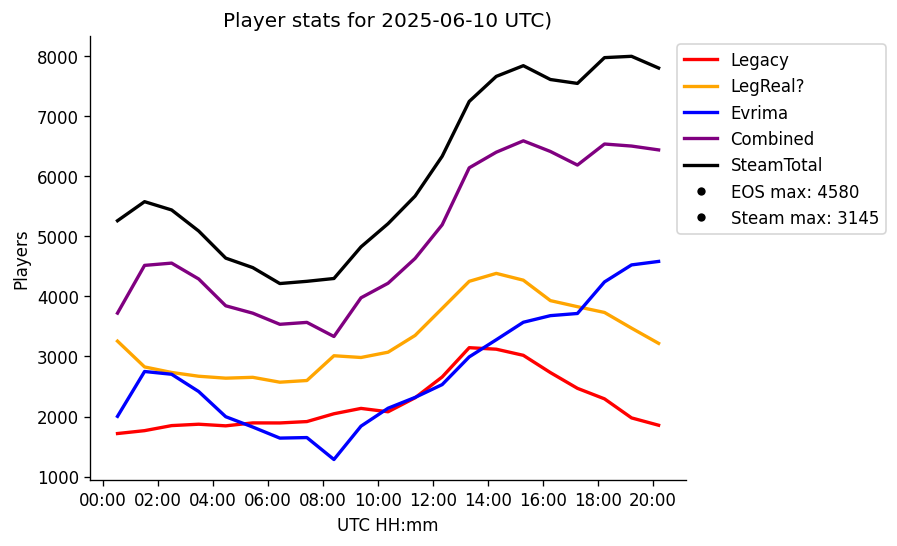 Player stats for 2025-06-10 UTC)
8000
7000
6000
5000
4000
3000
2000
1000
Players
00:00 02:00 04:00 06:00 08:00 10:00 12:00 14:00 16:00 18:00 20:00
UTC HH:mm
Legacy
LegReal?
Evrima
Combined
SteamTotal
EOS max: 4580
Steam max: 3145